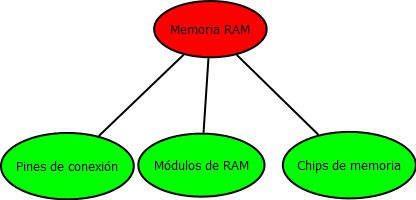 Memoria RAM
Pines de conexión
Módulos de RAM
Chips de memoria